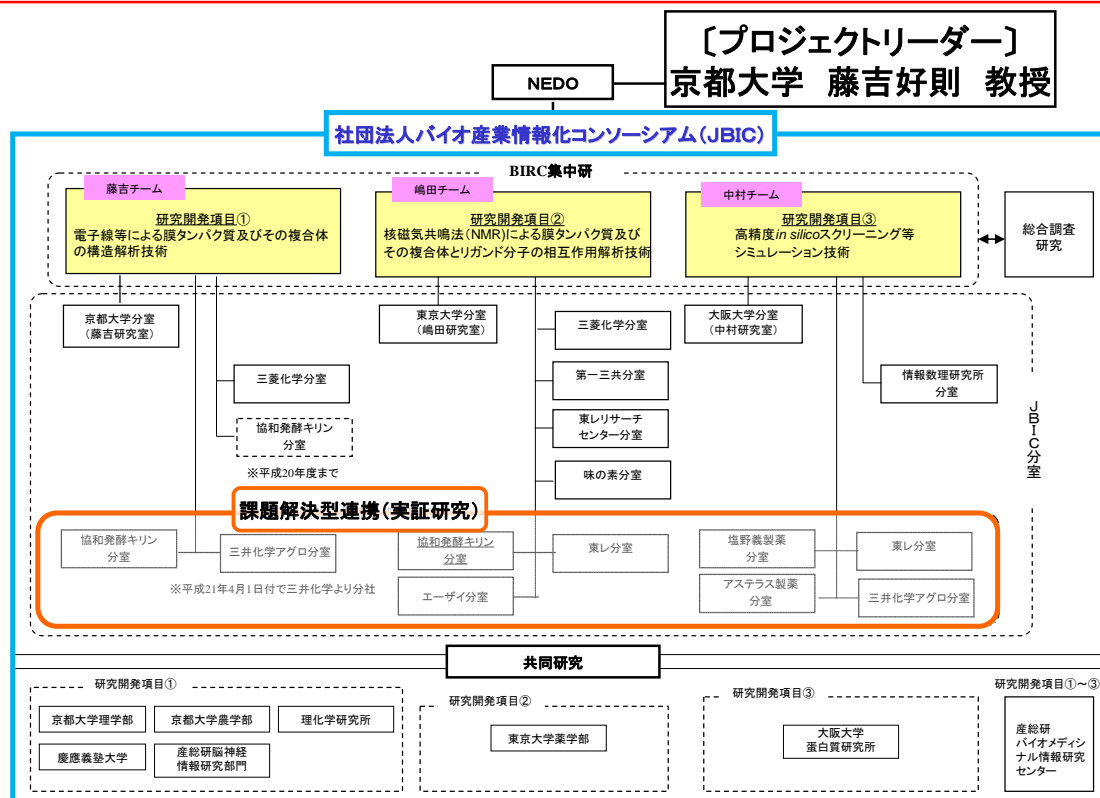 〔プロジェクトリーダー〕
京都大学 藤吉好則 教授
NEDO
社団法人バイオ産業情報化コンソーシアム(JBIC)
BIRC集中研
藤吉チーム
研究開発項目①
電子線等による膜タンパク質及びその複合体
の構造解析技術
嶋田チーム
研究開発項目②
核磁気共鳴法(NMR)による膜タンパク質及び
その複合体とリガンド分子の相互作用解析技術
中村チーム
研究開発項目③
高精度in silicoスクリーニング等
シミュレーション技術
総合調査
研究
京都大学分室
(藤吉研究室)
東京大学分室
(嶋田研究室)
大阪大学分室
(中村研究室)
三菱化学分室
協和発酵キリン
分室
※平成20年度まで
三菱化学分室
第一三共分室
東レリサーチ
センター分室
味の素分室
情報数理研究所
分室
JBIC分室
課題解決型連携(実証研究)
協和発酵キリン
分室
三井化学アグロ分室
※平成21年4月1日付で三井化学より分社
協和発酵キリン
分室
東レ分室
エーザイ分室
塩野義製薬
分室
東レ分室
アステラス製薬
分室
三井化学アグロ分室
共同研究
研究開発項目①
京都大学理学部
京都大学農学部
理化学研究所
慶應義塾大学
産総研脳神経
情報研究部門
研究開発項目②
東京大学薬学部
研究開発項目③
大阪大学
蛋白質研究所
研究開発項目①~③
産総研
バイオメディシ
ナル情報研究
センター